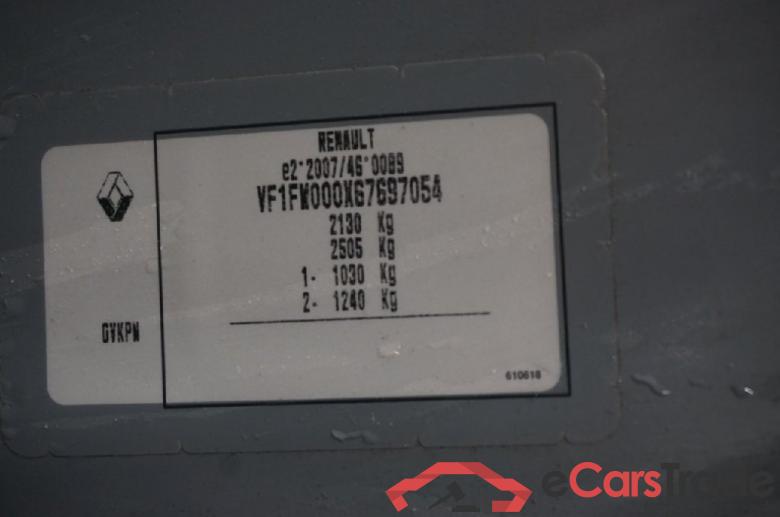 RENAULT
e2*2007/46*0089
VF1FW000X67697054
2130 Kg
2505 Kg
1- 1030 Kg
2- 1240 Kg
GVKPN
610618
eCarsTrade